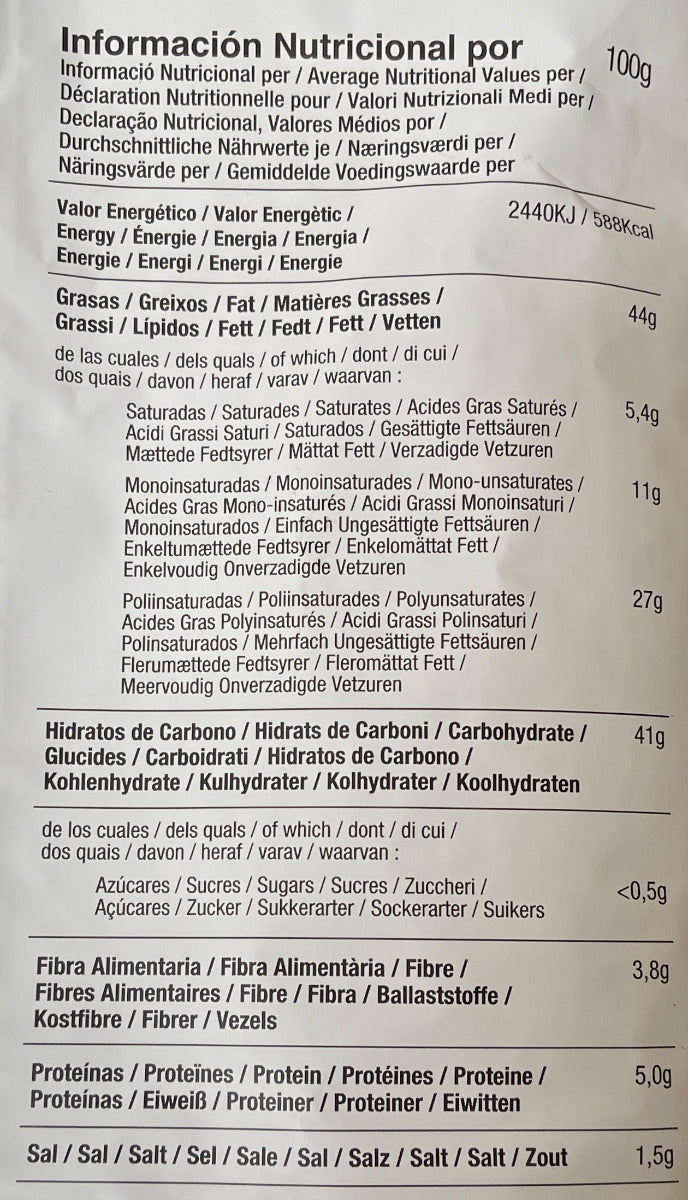 Información Nutricional por 100g
Informació Nutricional per / Average Nutritional Values per /
Déclaration Nutritionnelle pour / Valori Nutrizionali Medi per /
Declaração Nutricional, Valores Médios por /
Durchschnittliche Nährwerte je / Næringsværdi per /
Näringsvärde per / Gemiddelde Voedingswaarde per
Valor Energético / Valor Energètic / 2440KJ / 588Kcal
Energy / Énergie / Energia / Energia /
Energie / Energi / Energi / Energie
Grasas / Greixos / Fat / Matières Grasses / 44g
Grassi / Lípidos / Fett / Fedt / Fett / Vetten
de las cuales / dels quals / of which / dont / di cui /
dos quais / davon / heraf / varav / waarvan :
Saturadas / Saturades / Saturates / Acides Gras Saturés / 5,4g
Acidi Grassi Saturi / Saturados / Gesättigte Fettsäuren /
Mættede Fedtsyrer / Mättat Fett / Verzadigde Vetzuren
Monoinsaturadas / Monoinsaturades / Mono-unsaturates / 11g
Acides Gras Mono-insaturés / Acidi Grassi Monoinsaturi /
Monoinsaturados / Einfach Ungesättigte Fettsäuren /
Enkeltumættede Fedtsyrer / Enkelomättat Fett /
Enkelvoudig Onverzadigde Vetzuren
Poliinsaturadas / Poliinsaturades / Polyunsaturates / 27g
Acides Gras Polyinsaturés / Acidi Grassi Polinsaturi /
Polinsaturados / Mehrfach Ungesättigte Fettsäuren /
Flerumættede Fedtsyrer / Fleromättat Fett /
Meervoudig Onverzadigde Vetzuren
Hidratos de Carbono / Hidrats de Carboni / Carbohydrate / 41g
Glucides / Carboidrati / Hidratos de Carbono /
Kohlenhydrate / Kulhydrater / Kolhydrater / Koolhydraten
de los cuales / dels quals / of which / dont / di cui /
dos quais / davon / heraf / varav / waarvan :
Azúcares / Sucres / Sugars / Sucres / Zuccheri / <0,5g
Açúcares / Zucker / Sukkerarter / Sockerarter / Suikers
Fibra Alimentaria / Fibra Alimentària / Fibre / 3,8g
Fibres Alimentaires / Fibre / Fibra / Ballaststoffe /
Kostfibre / Fibrer / Vezels
Proteínas / Proteïnes / Protein / Protéines / Proteine / 5,0g
Proteínas / Eiweiß / Proteiner / Proteiner / Eiwitten
Sal / Sal / Salt / Sel / Sale / Sal / Salz / Salt / Salt / Zout 1,5g